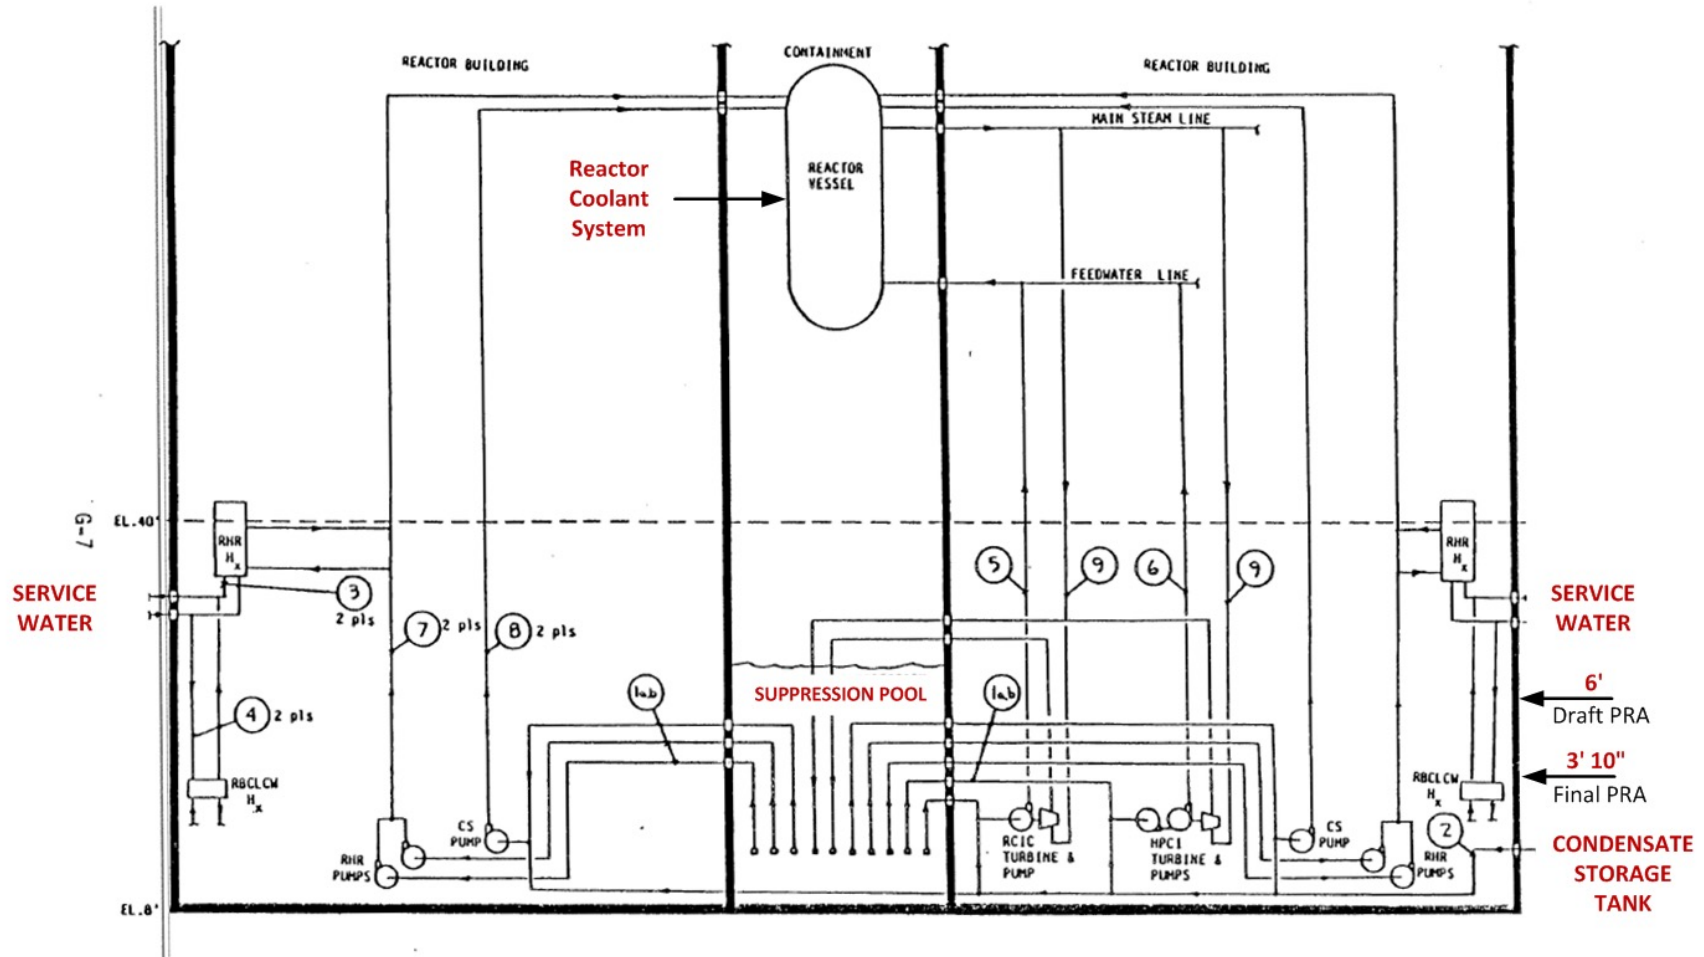 CONTAINMENT
REACTOR BUILDING
REACTOR BUILDING
MAIN STEAM LINE
Reactor
Coolant
System
REACTOR
VESSEL
FEEDWATER LINE
G-7
EL.40'
RHR
Hx
RHR
Hx
5
9
6
9
SERVICE
WATER
3
2 pls
SERVICE
WATER
7 2 pls
8 2 pls
SUPPRESSION POOL
1a,b
1a,b
6'
Draft PRA
4 2 pls
3' 10"
Final PRA
RBCLCW
Hx
RBCLCW
Hx
2
CS
PUMP
RHR
PUMPS
RCIC
TURBINE &
PUMP
HPCI
TURBINE &
PUMPS
CS
PUMP
RHR
PUMPS
CONDENSATE
STORAGE
TANK
EL.8'